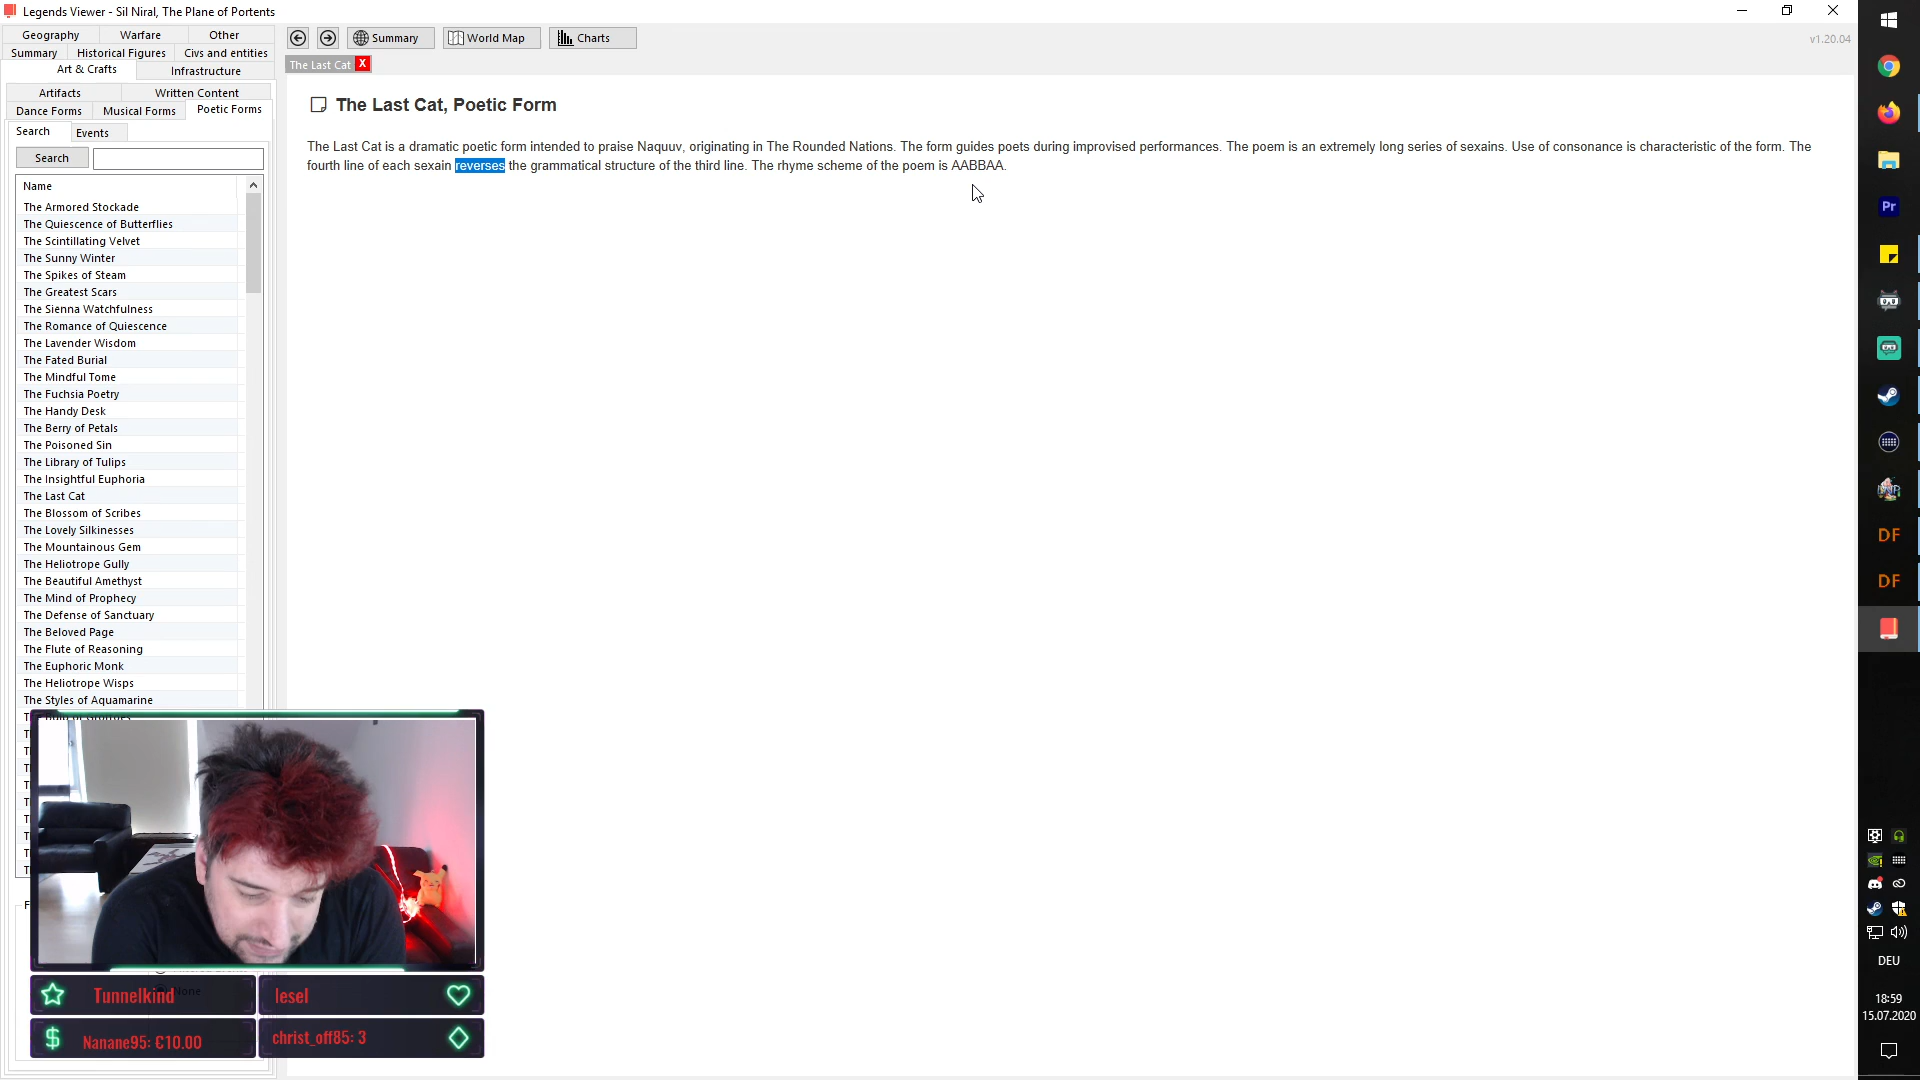 Legends Viewer - Sil Niral, The Plane of Portents
Geography Warfare Other
Summary Historical Figures Civs and entities
Art & Crafts Infrastructure
Artifacts Written Content
Dance Forms Musical Forms Poetic Forms
Search Events
Search
Name
The Armored Stockade
The Quiescence of Butterflies
The Scintillating Velvet
The Sunny Winter
The Spikes of Steam
The Greatest Scars
The Sienna Watchfulness
The Romance of Quiescence
The Lavender Wisdom
The Fated Burial
The Mindful Tome
The Fuchsia Poetry
The Handy Desk
The Berry of Petals
The Poisoned Sin
The Library of Tulips
The Insightful Euphoria
The Last Cat
The Blossom of Scribes
The Lovely Silkinesses
The Mountainous Gem
The Heliotrope Gully
The Beautiful Amethyst
The Mind of Prophecy
The Defense of Sanctuary
The Beloved Page
The Flute of Reasoning
The Euphoric Monk
The Heliotrope Wisps
The Styles of Aquamarine
None
Summary World Map Charts
v1.20.04
The Last Cat X
The Last Cat, Poetic Form
The Last Cat is a dramatic poetic form intended to praise Naquuv, originating in The Rounded Nations. The form guides poets during improvised performances. The poem is an extremely long series of sexains. Use of consonance is characteristic of the form. The
fourth line of each sexain reverses the grammatical structure of the third line. The rhyme scheme of the poem is AABBAA.
Tunnelkind lesel
$ Nanane95: €10.00 christ_off85: 3
Pr
DF
DF
DEU
18:59
15.07.2020